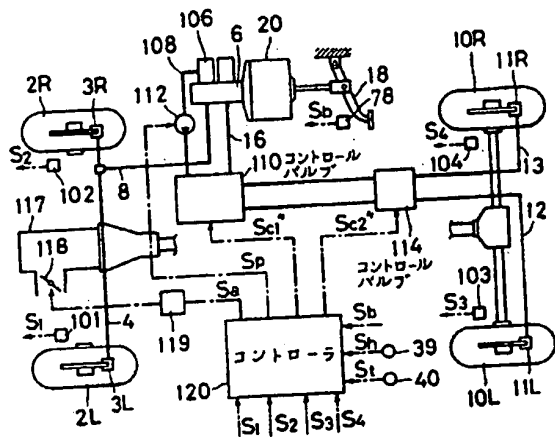 106
108
6
20
10R
11R
2R
3R
112
18
78
Sb
S4
104
13
S2
102
8
16
110
コントロール
バルブ
117
118
Sc1"
Sc2"
114
コントロール
バルブ
12
Sp
Sa
S1
101
4
119
Sb
Sh
39
St
40
S3
103
コントローラ
120
2L
3L
10L
11L
S1
S2
S3
S4